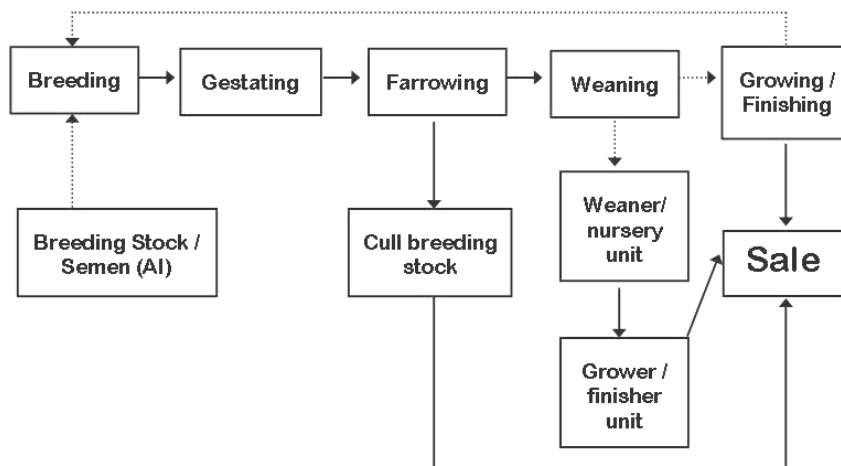 Breeding
Gestating
Farrowing
Weaning
Growing /
Finishing
Breeding Stock /
Semen (AI)
Cull breeding
stock
Weaner/
nursery
unit
Sale
Grower /
finisher
unit